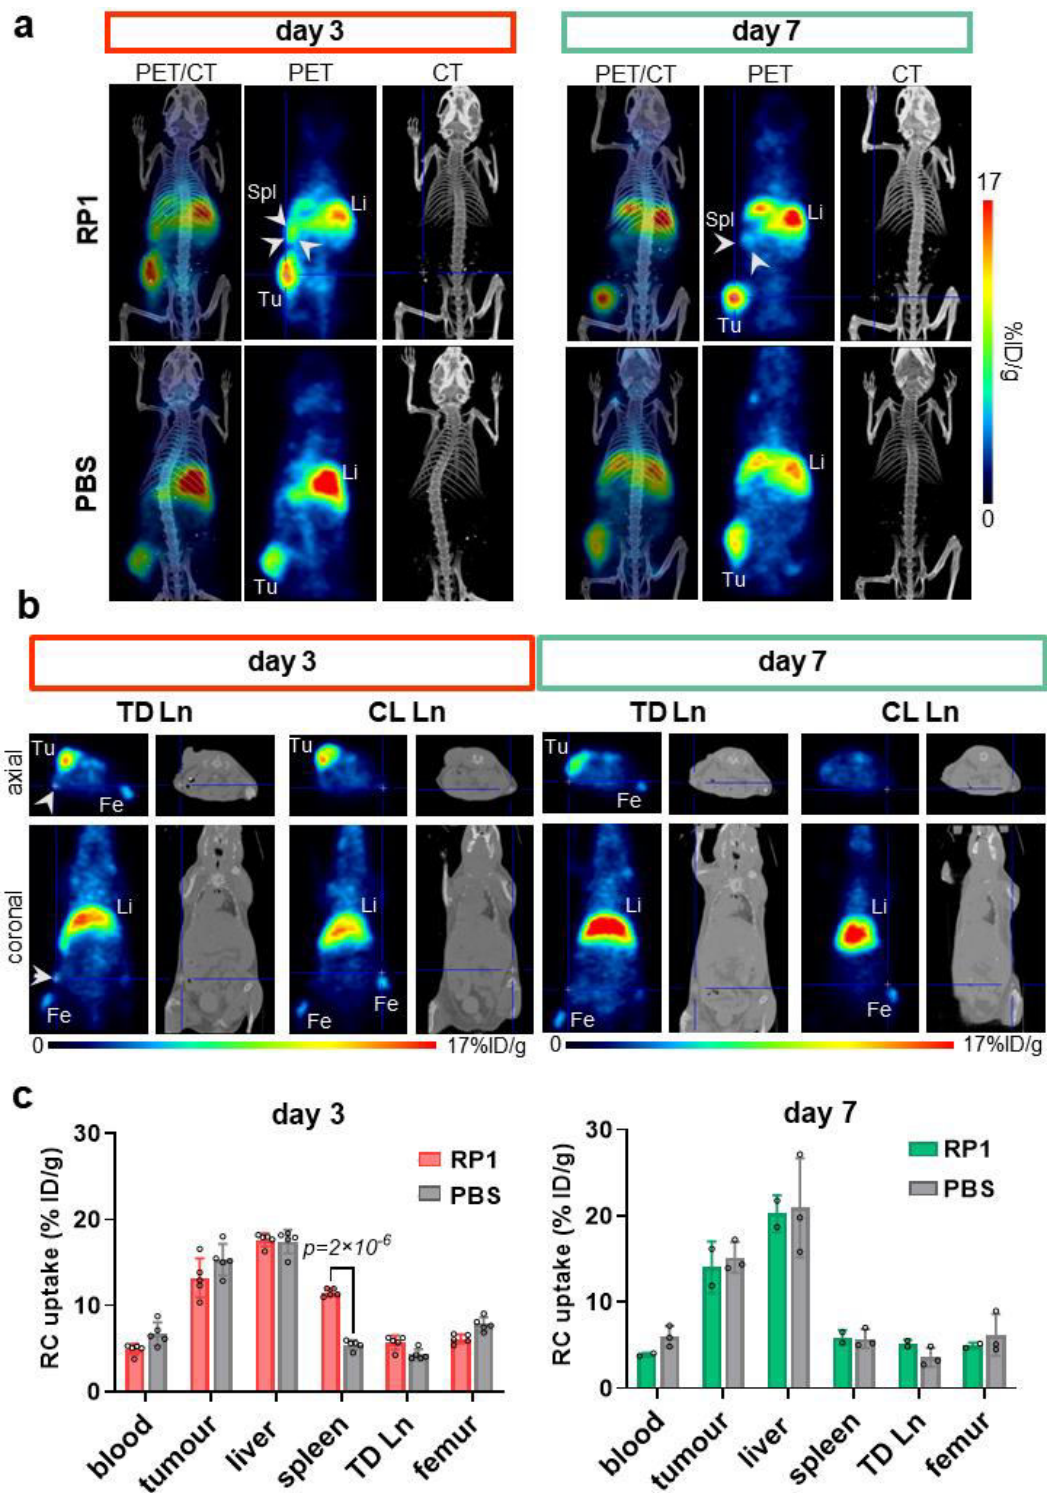 a
day 3
day 7
PET/CT PET CT
PET/CT PET CT
RP1
Spl
Li
Tu
Spl
Li
Tu
17
%ID/g
0
PBS
Li
Tu
Li
Tu
b
day 3
day 7
TD Ln
CL Ln
TD Ln
CL Ln
axial
Tu
Fe
Tu
Tu
Fe
coronal
Li
Fe
Li
Fe
Fe
Li
Fe
Li
Fe
0
17%ID/g
0
17%ID/g
c
day 3
RC uptake (% ID/g)
30
20
10
0
RP1
PBS
p=2×10⁻⁶
blood
tumour
liver
spleen
TD Ln
femur
day 7
RC uptake (% ID/g)
30
20
10
0
RP1
PBS
blood
tumour
liver
spleen
TD Ln
femur